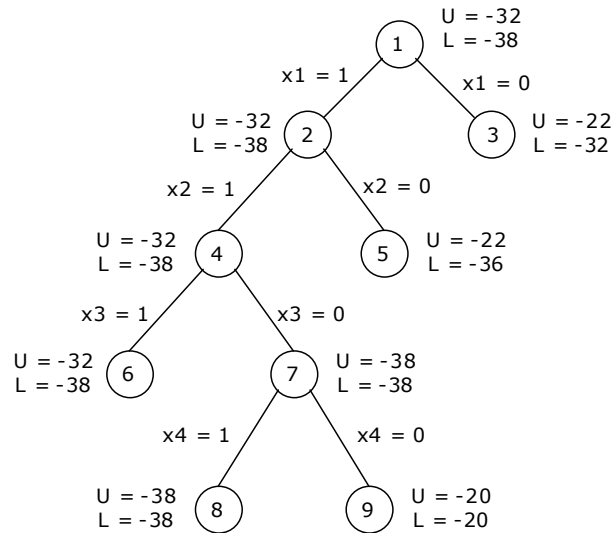 U = -32
L = -38
1
x1 = 1
x1 = 0
U = -32
L = -38
2
3
U = -22
L = -32
x2 = 1
x2 = 0
U = -32
L = -38
4
5
U = -22
L = -36
x3 = 1
x3 = 0
U = -32
L = -38
6
7
U = -38
L = -38
x4 = 1
x4 = 0
U = -38
L = -38
8
9
U = -20
L = -20